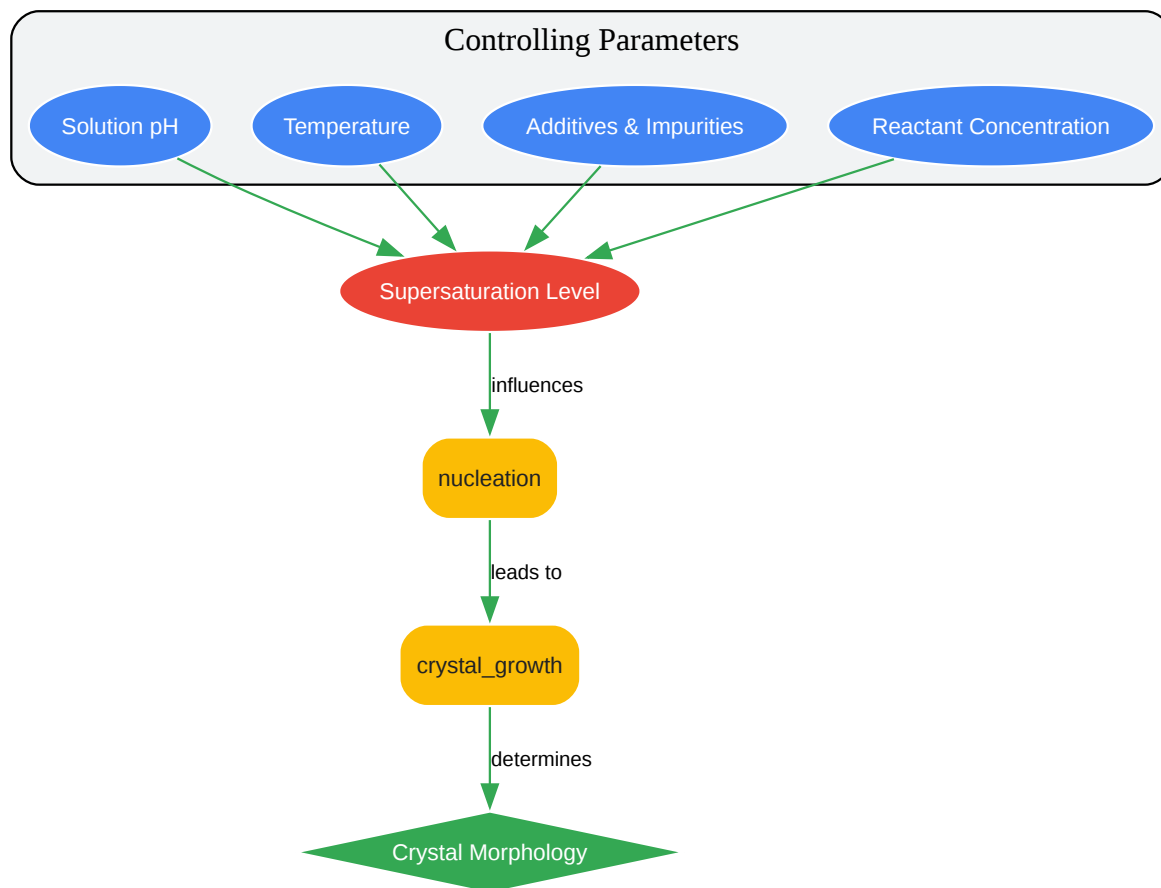 Controlling Parameters
Solution pH
Temperature
Additives & Impurities
Reactant Concentration
Supersaturation Level
influences
nucleation
leads to
crystal_growth
determines
Crystal Morphology